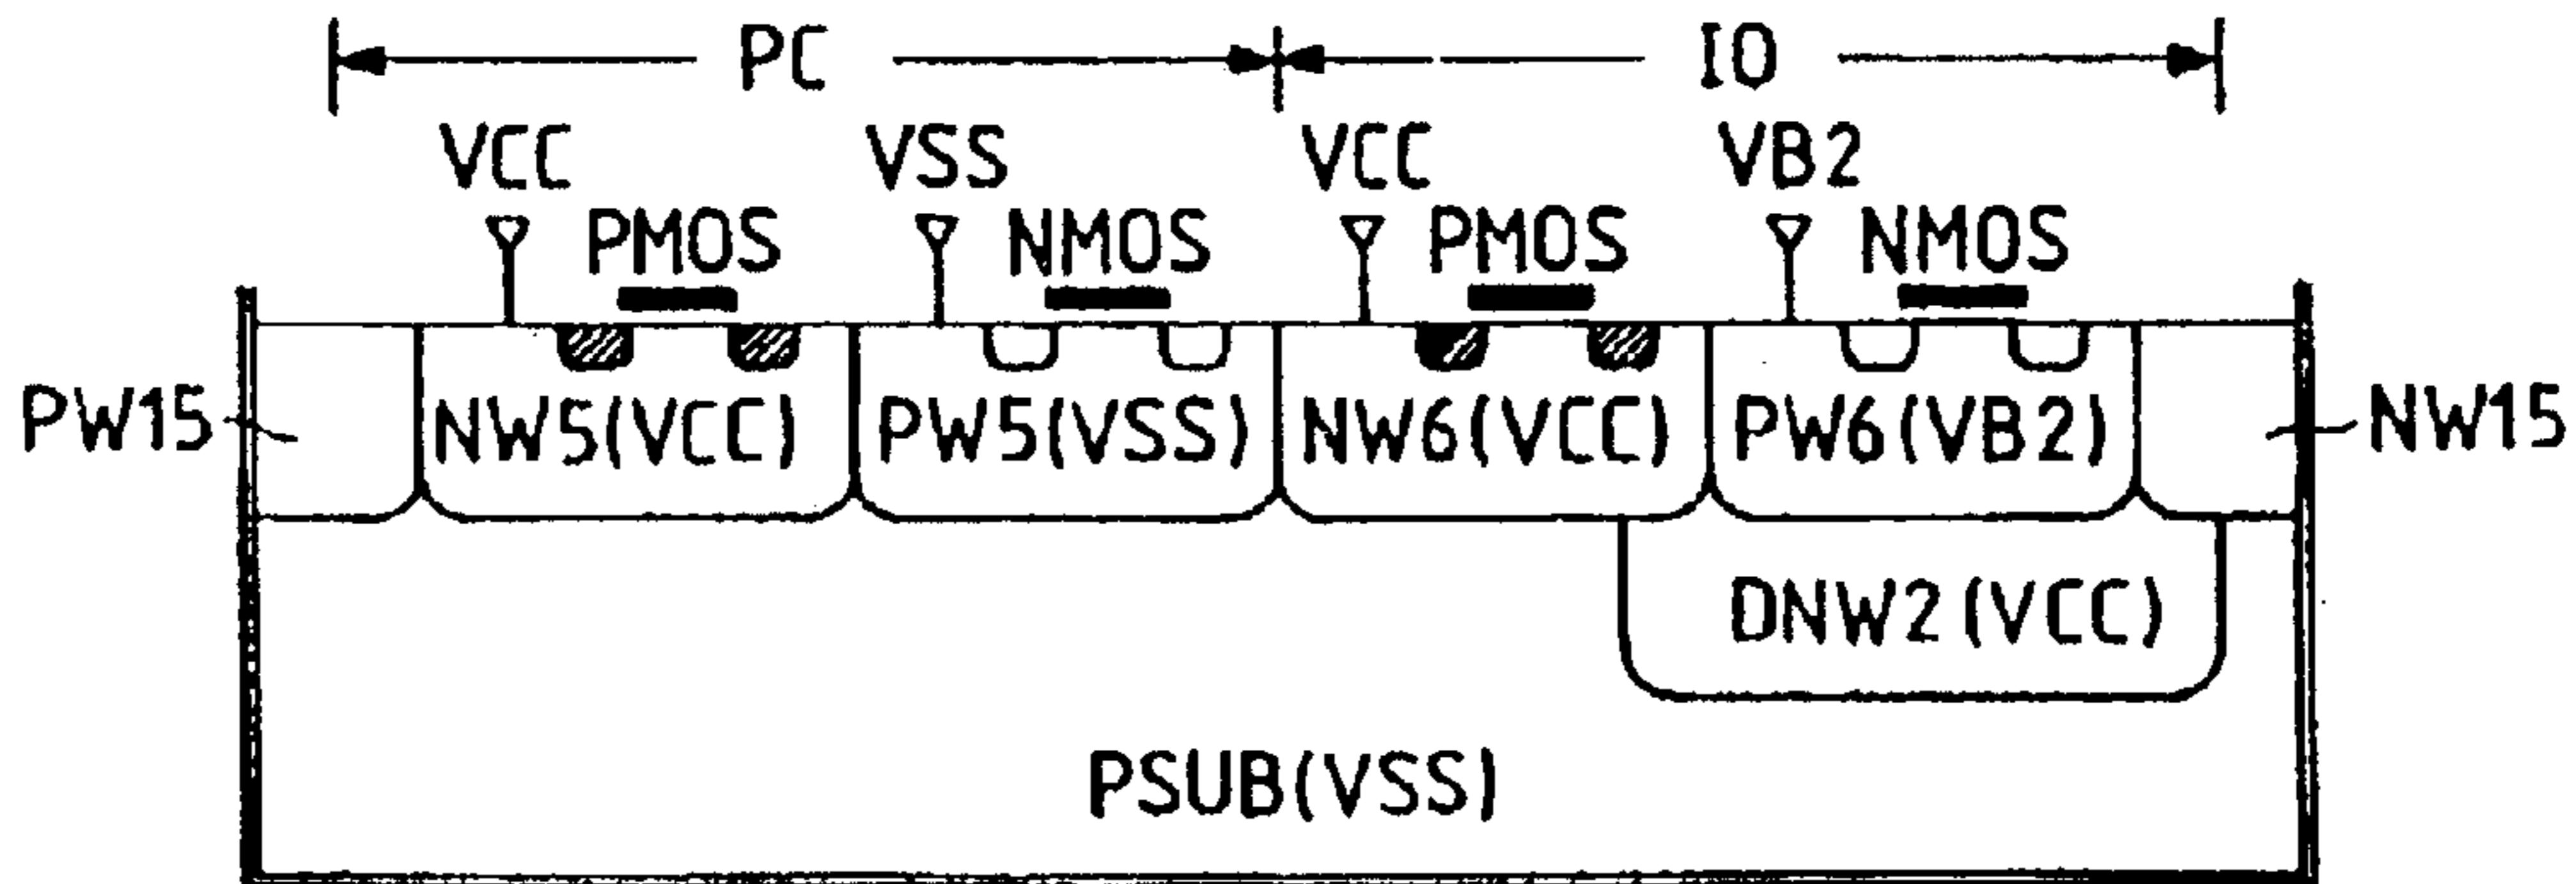 PC IO
VCC VSS VCC VB2
PMOS NMOS PMOS NMOS
PW15 NW5(VCC) PW5(VSS) NW6(VCC) PW6(VB2) NW15
DNW2(VCC)
PSUB(VSS)